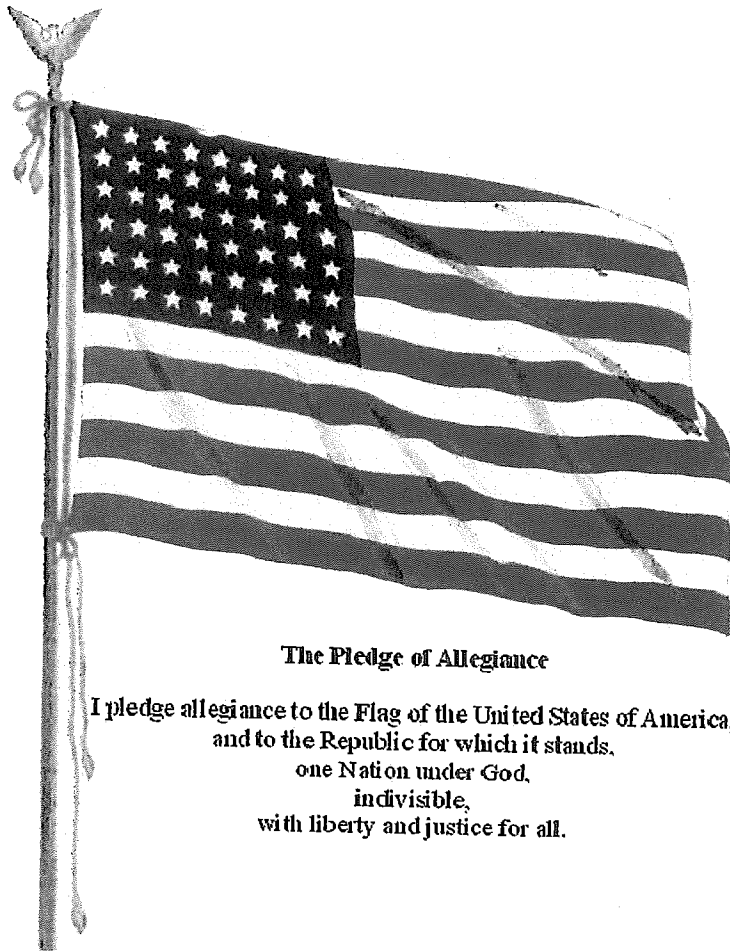 The Pledge of Allegiance
I pledge allegiance to the Flag of the United States of America,
and to the Republic for which it stands,
one Nation under God,
indivisible,
with liberty and justice for all.